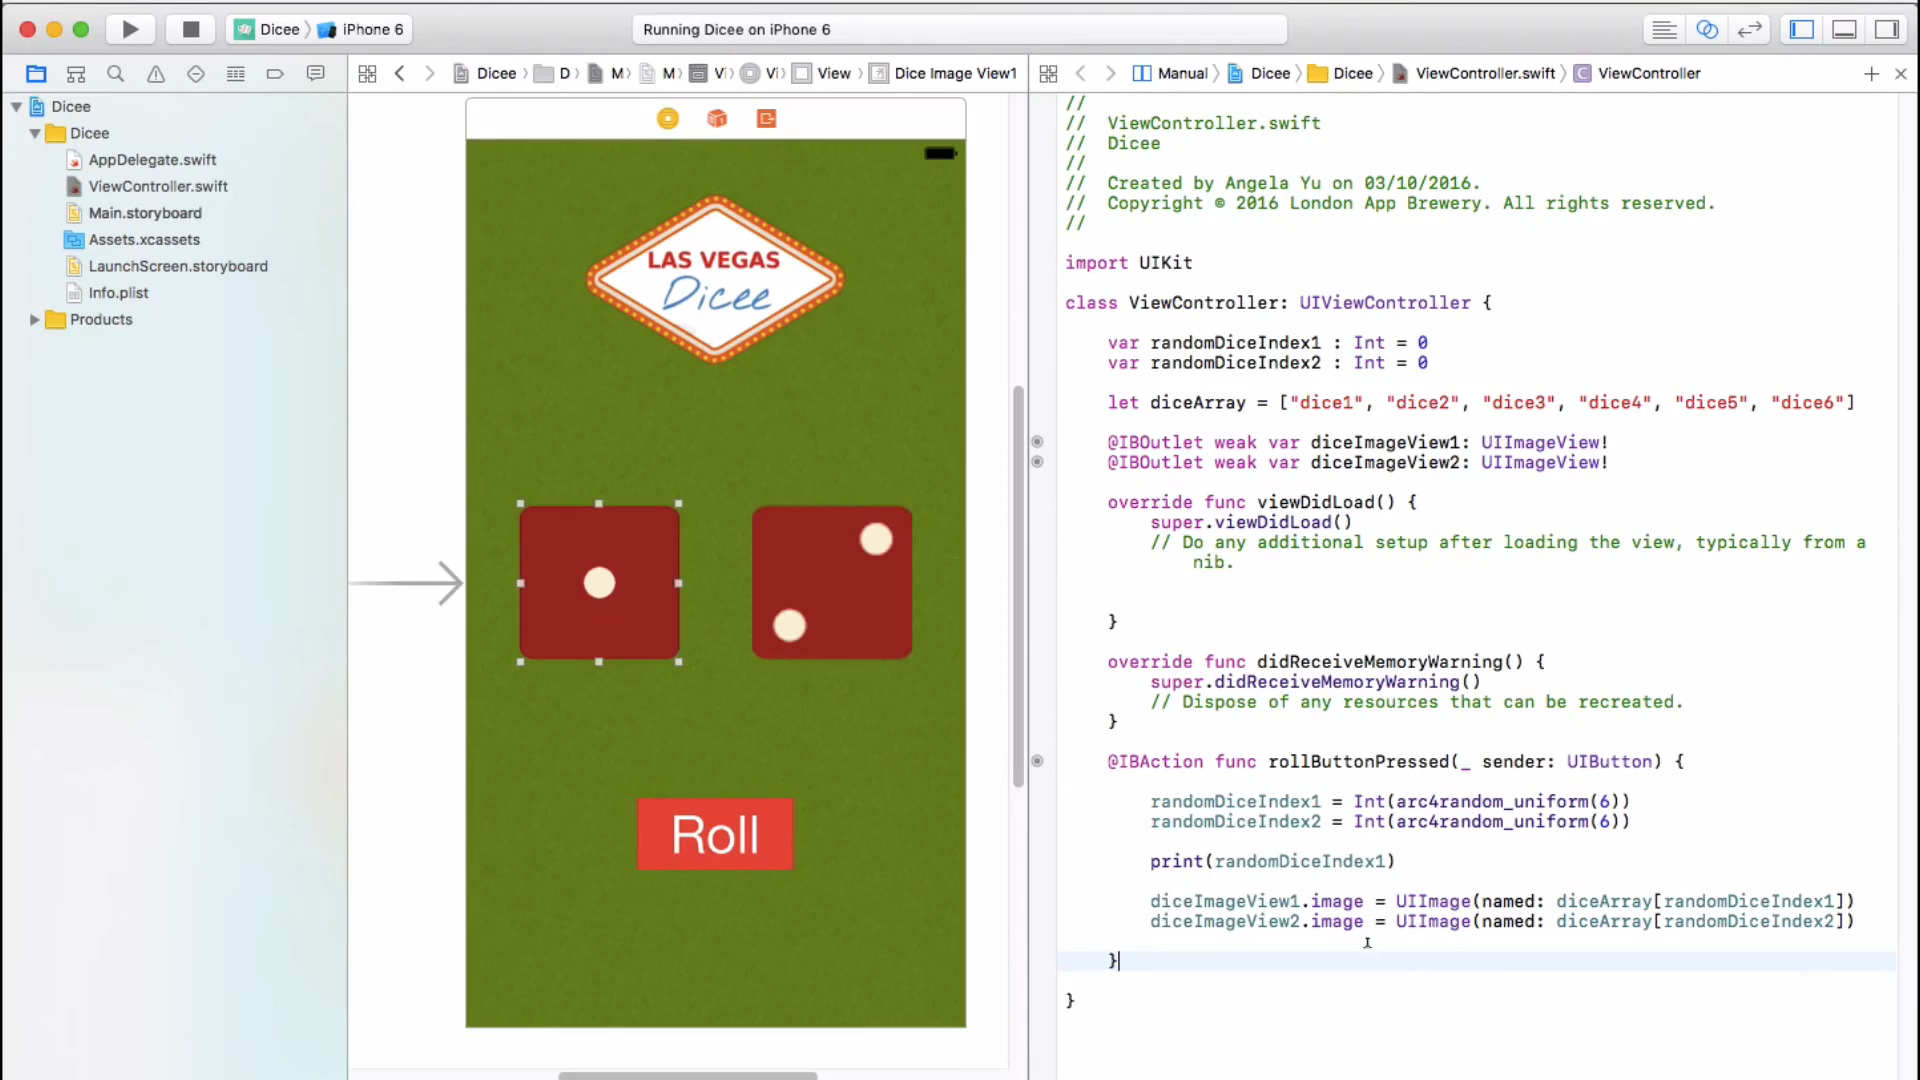 Dicee
iPhone 6
Running Dicee on iPhone 6
Dicee
D
M
M
Vi
Vi
View
Dice Image View1
Manual
Dicee
Dicee
ViewController.swift
ViewController
Dicee
Dicee
AppDelegate.swift
ViewController.swift
Main.storyboard
Assets.xcassets
LaunchScreen.storyboard
Info.plist
Products
LAS VEGAS
Dicee
Roll
//
//  ViewController.swift
//  Dicee
//
//  Created by Angela Yu on 03/10/2016.
//  Copyright © 2016 London App Brewery. All rights reserved.
//
import UIKit
class ViewController: UIViewController {
var randomDiceIndex1 : Int = 0
var randomDiceIndex2 : Int = 0
let diceArray = ["dice1", "dice2", "dice3", "dice4", "dice5", "dice6"]
@IBOutlet weak var diceImageView1: UIImageView!
@IBOutlet weak var diceImageView2: UIImageView!
override func viewDidLoad() {
super.viewDidLoad()
// Do any additional setup after loading the view, typically from a
nib.
}
override func didReceiveMemoryWarning() {
super.didReceiveMemoryWarning()
// Dispose of any resources that can be recreated.
}
@IBAction func rollButtonPressed(_ sender: UIButton) {
randomDiceIndex1 = Int(arc4random_uniform(6))
randomDiceIndex2 = Int(arc4random_uniform(6))
print(randomDiceIndex1)
diceImageView1.image = UIImage(named: diceArray[randomDiceIndex1])
diceImageView2.image = UIImage(named: diceArray[randomDiceIndex2])
}
}